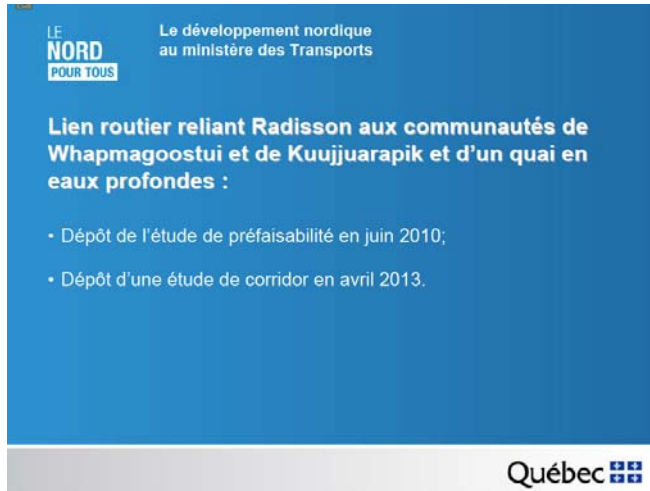 LE
NORD
POUR TOUS
Le développement nordique
au ministère des Transports
Lien routier reliant Radisson aux communautés de
Whapmagoostui et de Kuujjuarapik et d'un quai en
eaux profondes :
• Dépôt de l'étude de préfaisabilité en juin 2010;
• Dépôt d'une étude de corridor en avril 2013.
Québec